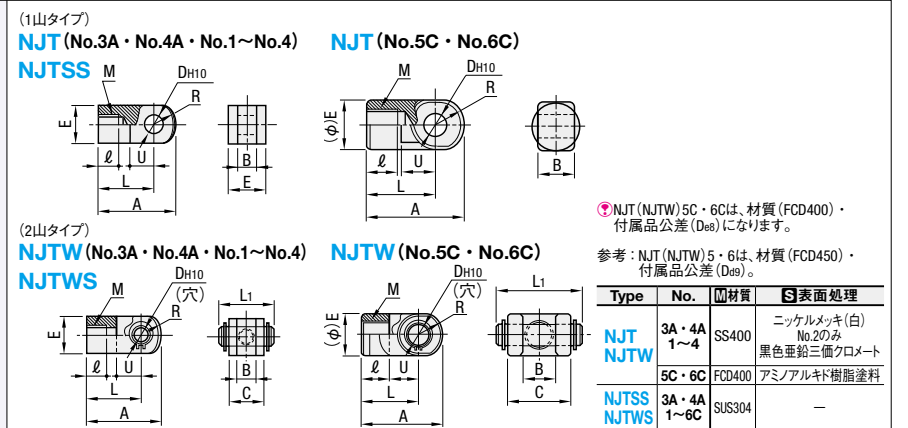 (1山タイプ)
NJT(No.3A・No.4A・No.1〜No.4)
NJTSS
M
DH10
R
E
ℓ
U
L
A
B
E
NJT(No.5C・No.6C)
M
DH10
R
(φ)E
ℓ
U
L
A
B
(2山タイプ)
NJTW(No.3A・No.4A・No.1〜No.4)
NJTWS
M
DH10
(穴)
R
E
ℓ
U
L
A
L1
B
C
NJTW(No.5C・No.6C)
M
DH10
(穴)
R
(φ)E
ℓ
U
L
A
L1
B
C
NJT(NJTW)5C・6Cは、材質(FCD400)・
付属品公差(De8)になります。
参考:NJT(NJTW)5・6は、材質(FCD450)・
付属品公差(Dd9)。
Type No. M材質 S表面処理
NJT
NJTW
3A・4A
1〜4
SS400
ニッケルメッキ(白)
No.2のみ
黒色亜鉛三価クロメート
5C・6C FCD400 アミノアルキド樹脂塗料
NJTSS
NJTWS
3A・4A
1〜6C
SUS304
−